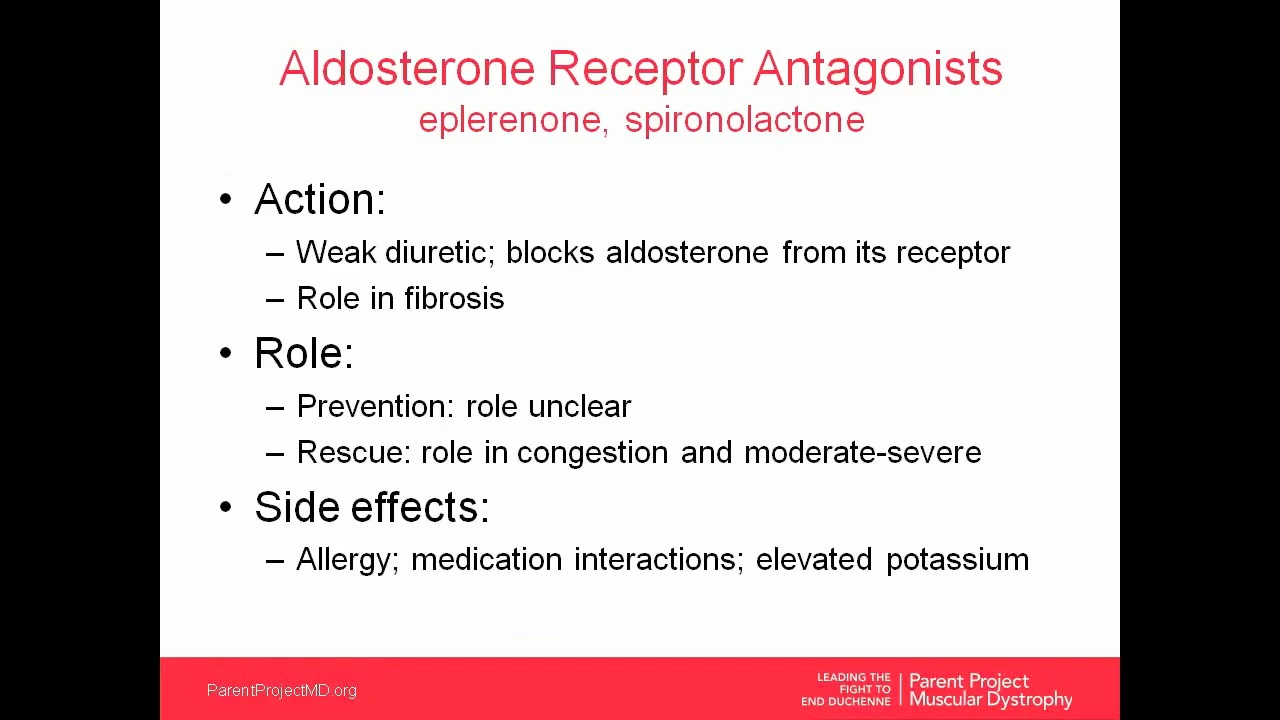 Aldosterone Receptor Antagonists
eplerenone, spironolactone
• Action:
– Weak diuretic; blocks aldosterone from its receptor
– Role in fibrosis
• Role:
– Prevention: role unclear
– Rescue: role in congestion and moderate-severe
• Side effects:
– Allergy; medication interactions; elevated potassium
ParentProjectMD.org
LEADING THE
FIGHT TO
END DUCHENNE
Parent Project
Muscular Dystrophy